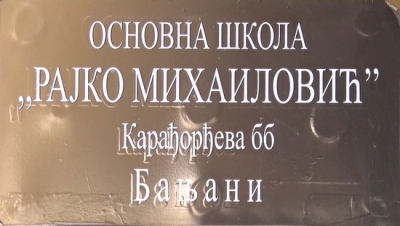 ОСНОВНА ШКОЛА
„РАЈКО МИХАИЛОВИЋ”
Карађорђева бб
Бањани